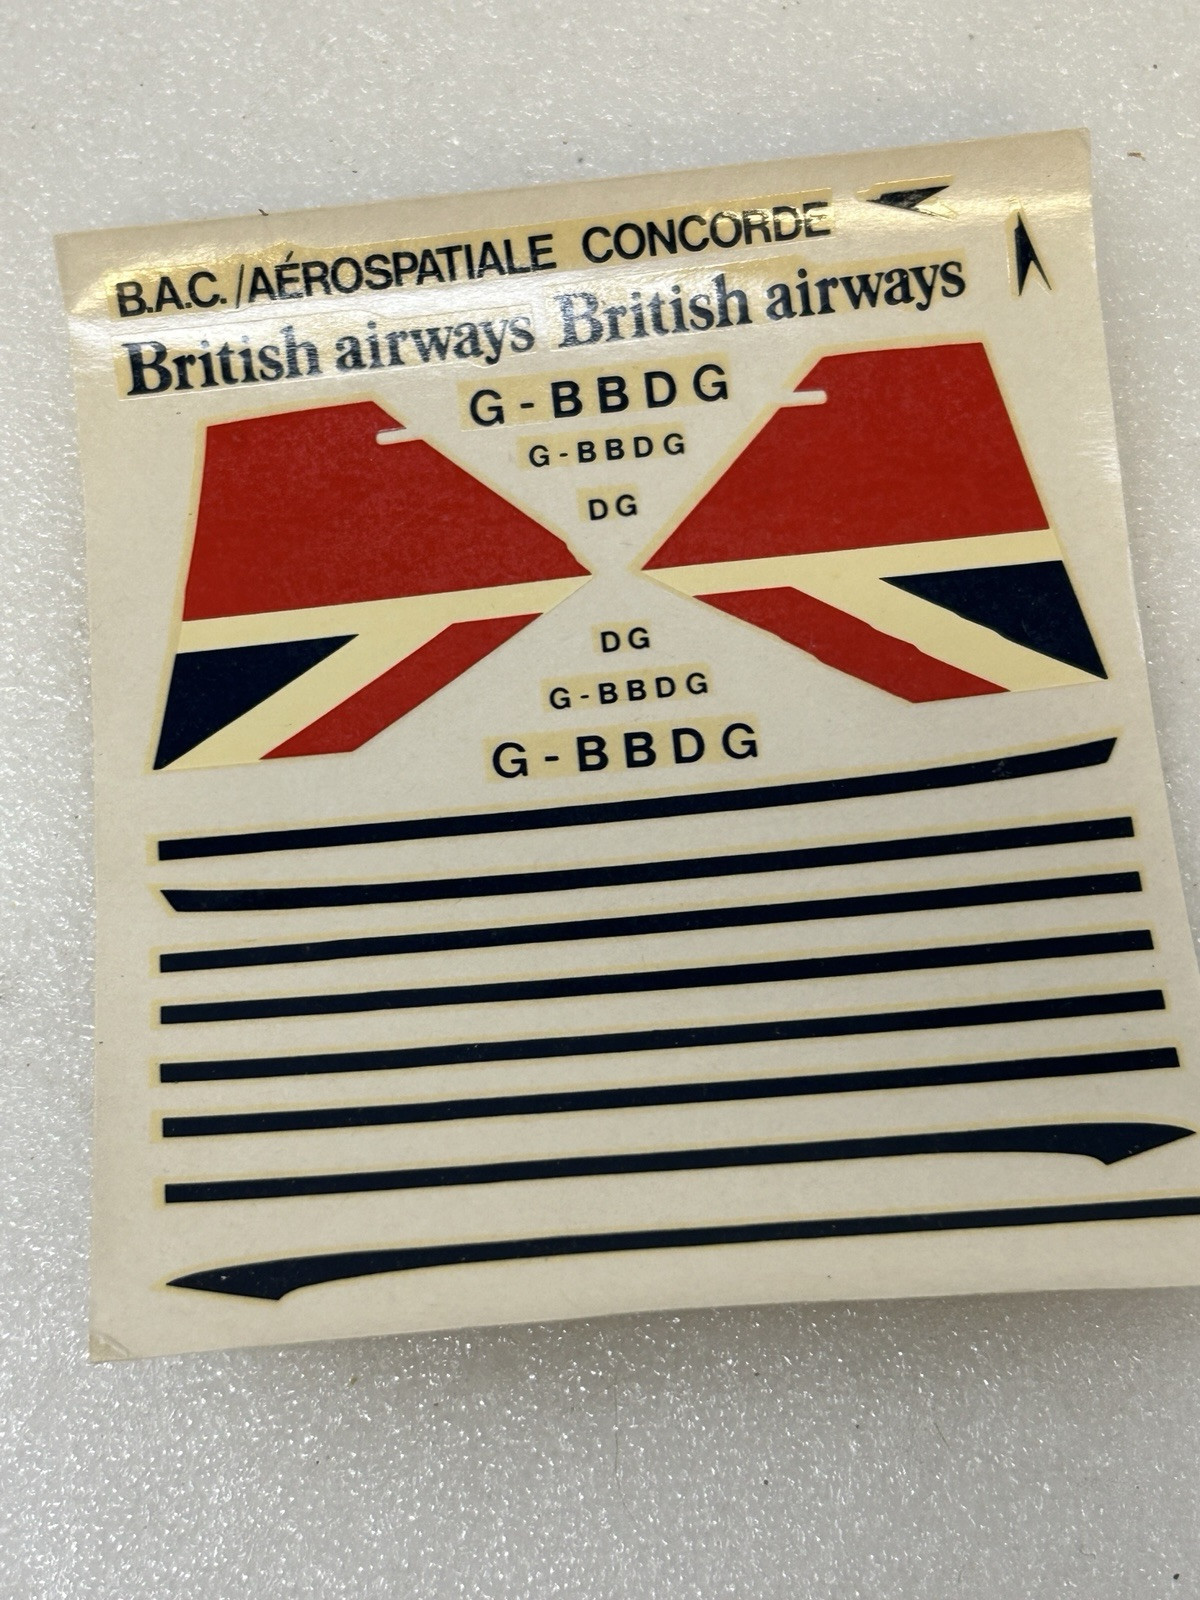 B.A.C./AÉROSPATIALE CONCORDE
British airways British airways
G-BBDG
G-BBDG
DG
DG
G-BBDG
G-BBDG